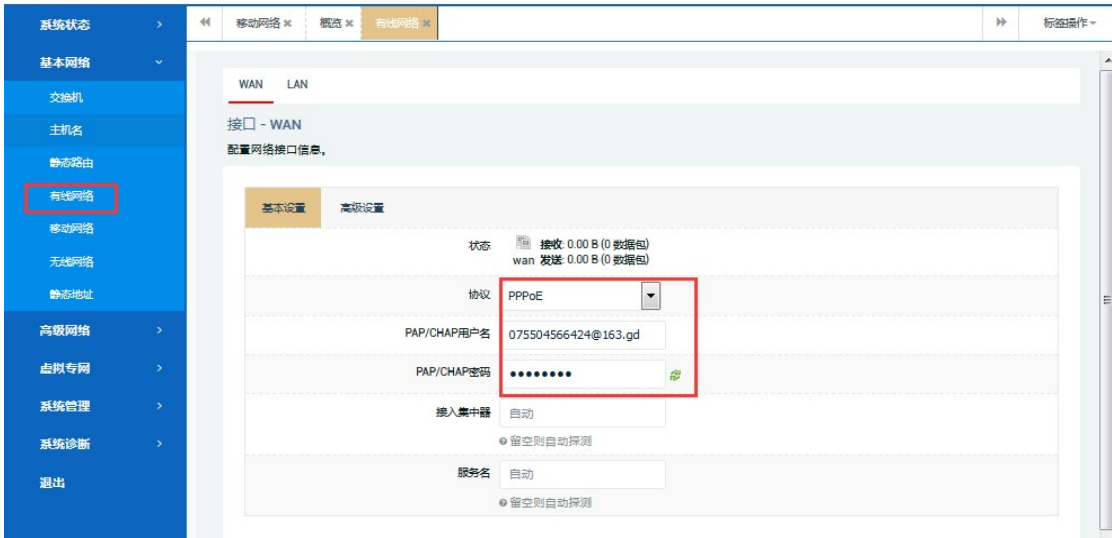 系统状态
基本网络
交换机
主机名
静态路由
有线网络
移动网络
无线网络
静态地址
高级网络
虚拟专网
系统管理
系统诊断
退出
移动网络 概览 有线网络 标签操作
WAN LAN
接口 - WAN
配置网络接口信息。
基本设置 高级设置
状态 接收: 0.00 B (0 数据包)
wan 发送: 0.00 B (0 数据包)
协议 PPPoE
PAP/CHAP用户名 075504566424@163.gd
PAP/CHAP密码 ••••••••
接入集中器 自动
留空则自动探测
服务名 自动
留空则自动探测